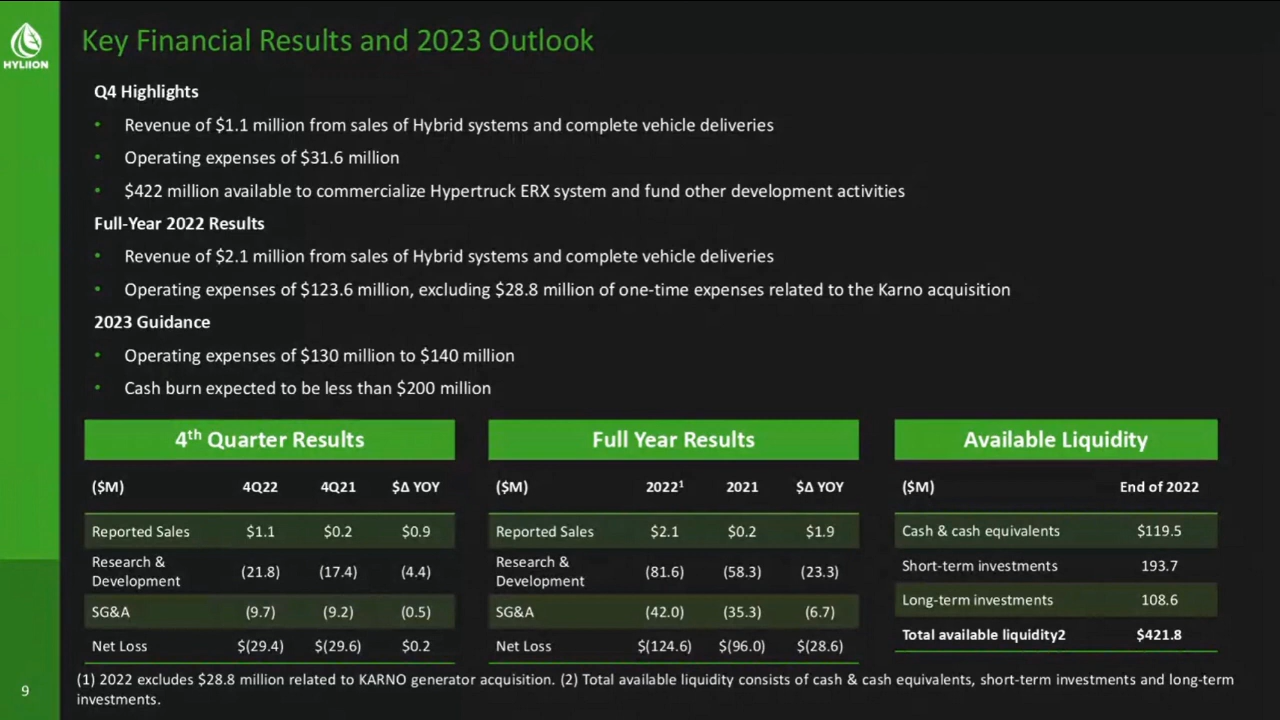 HYLIION
Key Financial Results and 2023 Outlook
Q4 Highlights
• Revenue of $1.1 million from sales of Hybrid systems and complete vehicle deliveries
• Operating expenses of $31.6 million
• $422 million available to commercialize Hypertruck ERX system and fund other development activities
Full-Year 2022 Results
• Revenue of $2.1 million from sales of Hybrid systems and complete vehicle deliveries
• Operating expenses of $123.6 million, excluding $28.8 million of one-time expenses related to the Karno acquisition
2023 Guidance
• Operating expenses of $130 million to $140 million
• Cash burn expected to be less than $200 million
4th Quarter Results
($M) 4Q22 4Q21 $Δ YOY
Reported Sales $1.1 $0.2 $0.9
Research &
Development (21.8) (17.4) (4.4)
SG&A (9.7) (9.2) (0.5)
Net Loss $(29.4) $(29.6) $0.2
Full Year Results
($M) 2022¹ 2021 $Δ YOY
Reported Sales $2.1 $0.2 $1.9
Research &
Development (81.6) (58.3) (23.3)
SG&A (42.0) (35.3) (6.7)
Net Loss $(124.6) $(96.0) $(28.6)
Available Liquidity
($M) End of 2022
Cash & cash equivalents $119.5
Short-term investments 193.7
Long-term investments 108.6
Total available liquidity2 $421.8
(1) 2022 excludes $28.8 million related to KARNO generator acquisition. (2) Total available liquidity consists of cash & cash equivalents, short-term investments and long-term
investments.
9